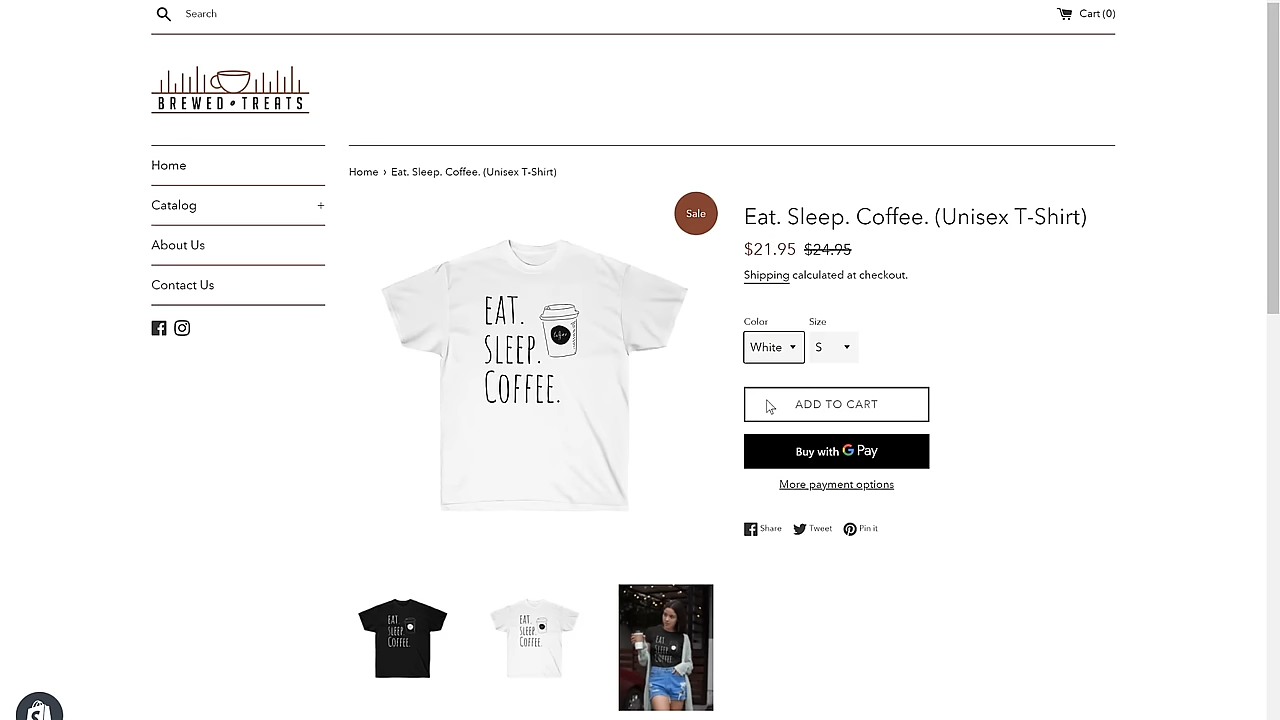 Search
Cart (0)
BREWED TREATS
Home
Catalog +
About Us
Contact Us
Home › Eat. Sleep. Coffee. (Unisex T-Shirt)
Sale
EAT.
SLEEP.
COFFEE.
Eat. Sleep. Coffee. (Unisex T-Shirt)
$21.95 $24.95
Shipping calculated at checkout.
Color Size
White S
ADD TO CART
Buy with G Pay
More payment options
Share Tweet Pin it
EAT.
SLEEP.
COFFEE.
EAT.
SLEEP.
COFFEE.
EAT.
SLEEP.
COFFEE.